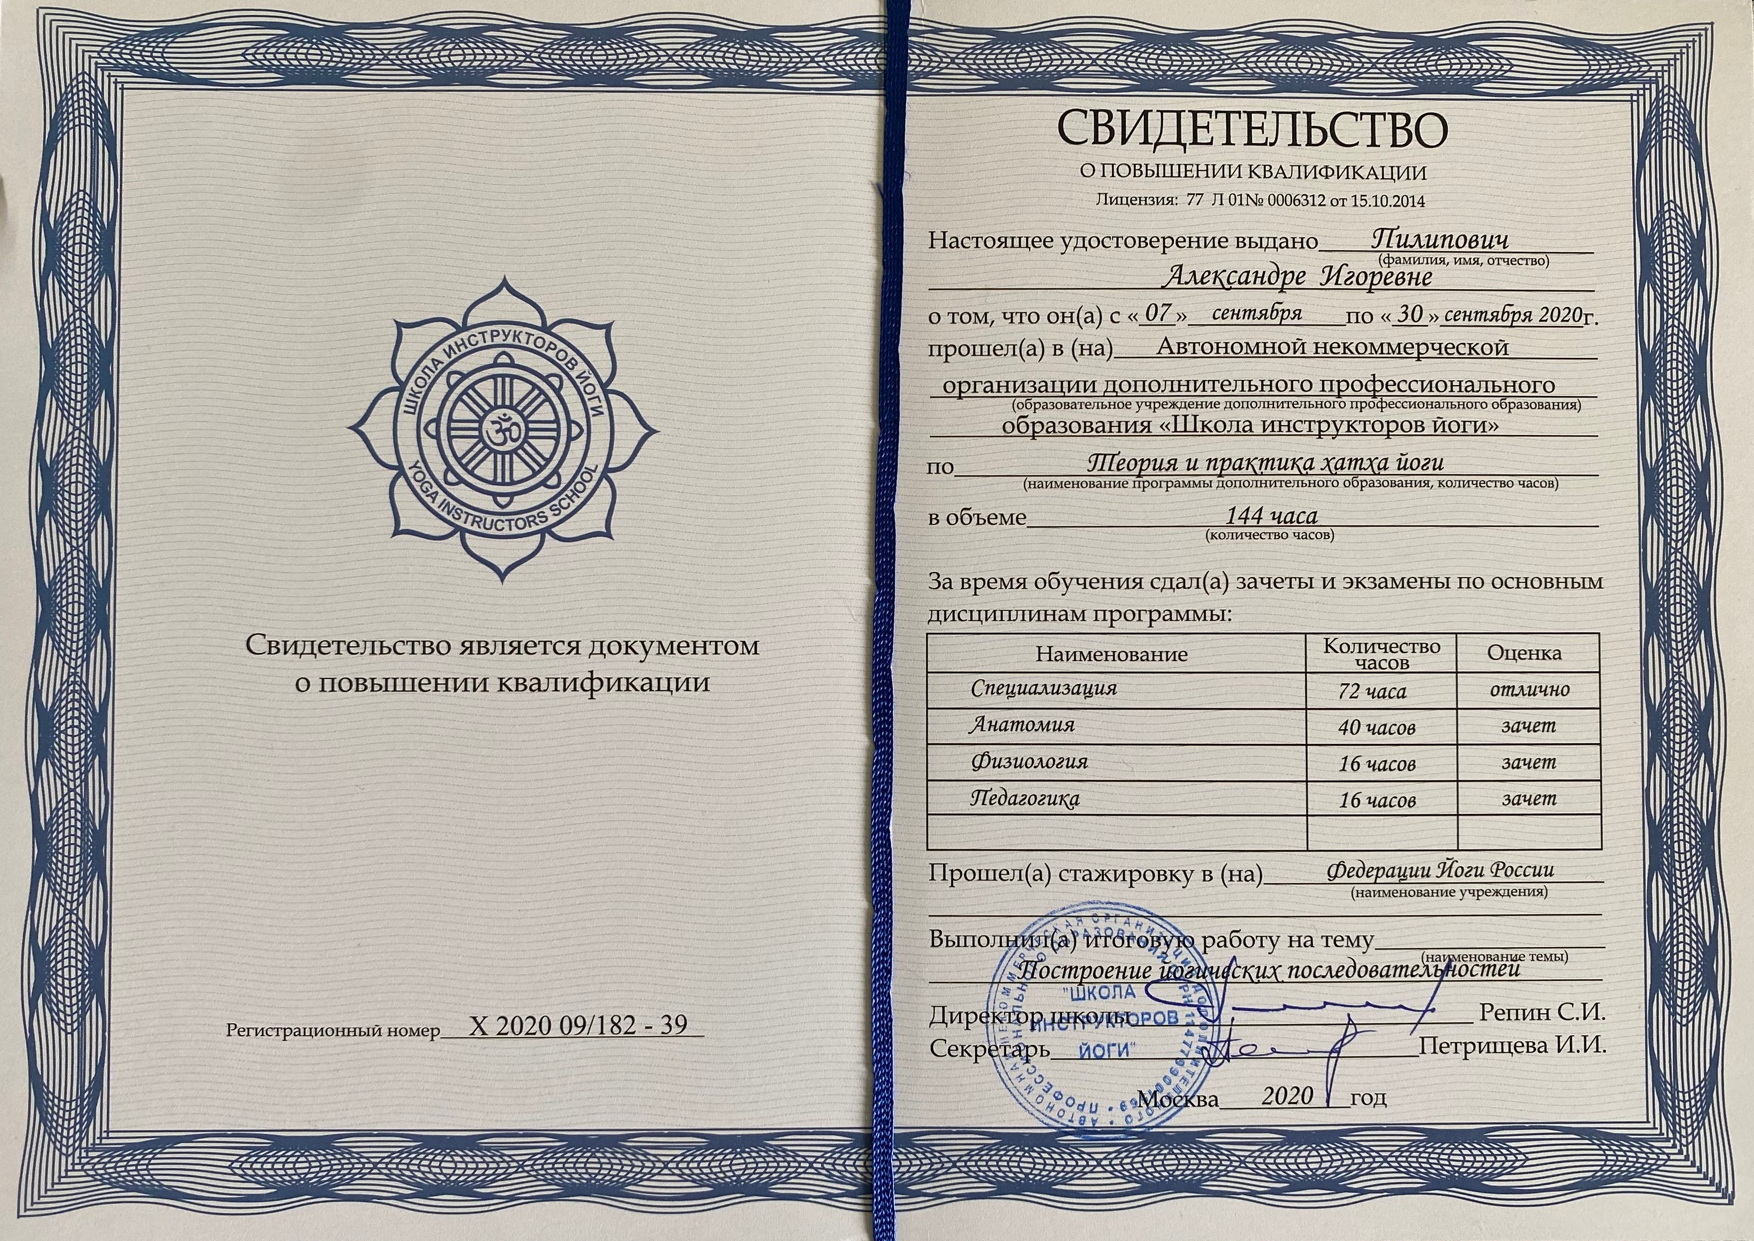 ШКОЛА ИНСТРУКТОРОВ ЙОГИ
ॐ
YOGA INSTRUCTORS SCHOOL
Свидетельство является документом
о повышении квалификации
Регистрационный номер X 2020 09/182 - 39
СВИДЕТЕЛЬСТВО
О ПОВЫШЕНИИ КВАЛИФИКАЦИИ
Лицензия: 77 Л 01№ 0006312 от 15.10.2014
Настоящее удостоверение выдано Пилипович
(фамилия, имя, отчество)
Александре Игоревне
о том, что он(а) с «07» сентября по «30» сентября 2020г.
прошел(а) в (на) Автономной некоммерческой
организации дополнительного профессионального
(образовательное учреждение дополнительного профессионального образования)
образования «Школа инструкторов йоги»
по Теория и практика хатха йоги
(наименование программы дополнительного образования, количество часов)
в объеме 144 часа
(количество часов)
За время обучения сдал(а) зачеты и экзамены по основным
дисциплинам программы:
Наименование Количество часов Оценка
Специализация 72 часа отлично
Анатомия 40 часов зачет
Физиология 16 часов зачет
Педагогика 16 часов зачет
Прошел(а) стажировку в (на) Федерации Йоги России
(наименование учреждения)
Выполнил(а) итоговую работу на тему
(наименование темы)
Построение йогических последовательностей
Директор школы Репин С.И.
Секретарь Петрищева И.И.
Москва 2020 год
"ШКОЛА
ИНСТРУКТОРОВ
ЙОГИ"